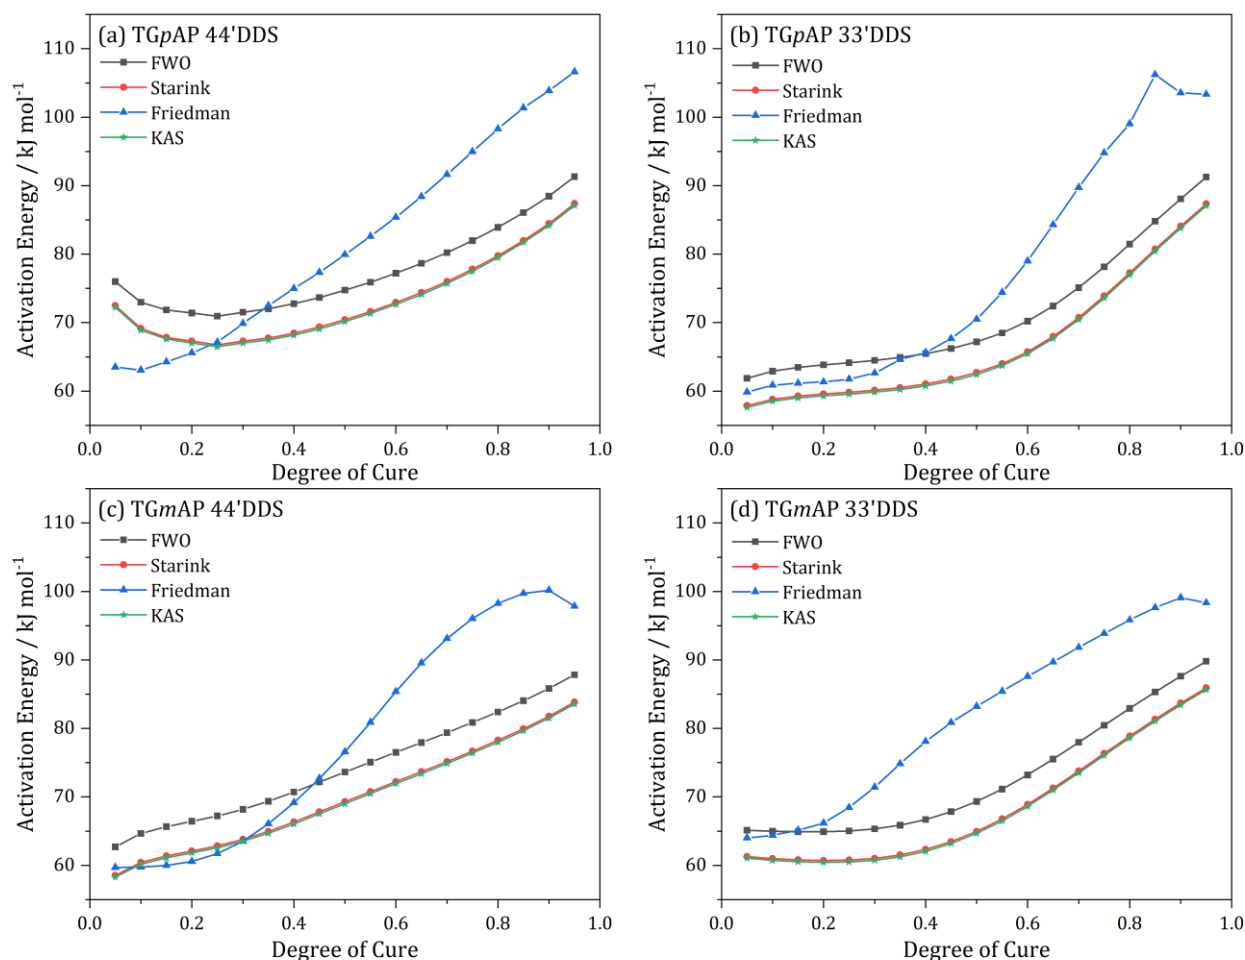 (a) TGpAP 44'DDS
FWO
Starink
Friedman
KAS
Activation Energy / kJ mol⁻¹
110
100
90
80
70
60
0.0 0.2 0.4 0.6 0.8 1.0
Degree of Cure
(b) TGpAP 33'DDS
FWO
Starink
Friedman
KAS
Activation Energy / kJ mol⁻¹
110
100
90
80
70
60
0.0 0.2 0.4 0.6 0.8 1.0
Degree of Cure
(c) TGmAP 44'DDS
FWO
Starink
Friedman
KAS
Activation Energy / kJ mol⁻¹
110
100
90
80
70
60
0.0 0.2 0.4 0.6 0.8 1.0
Degree of Cure
(d) TGmAP 33'DDS
FWO
Starink
Friedman
KAS
Activation Energy / kJ mol⁻¹
110
100
90
80
70
60
0.0 0.2 0.4 0.6 0.8 1.0
Degree of Cure